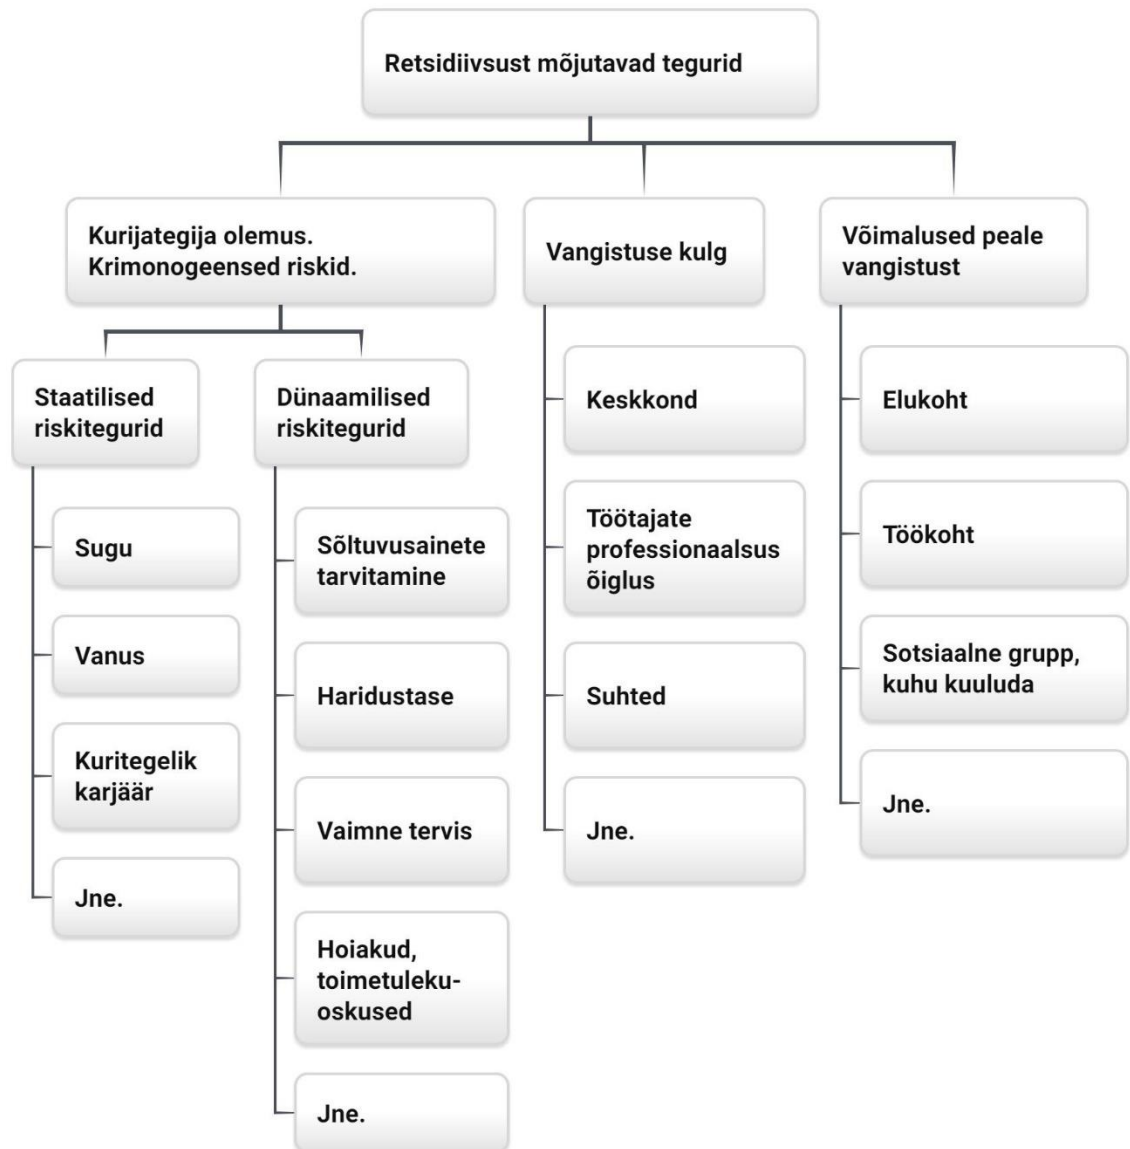 Retsidiivsust mõjutavad tegurid
Kurijategija olemus.
Krimonogeensed riskid.
Vangistuse kulg
Võimalused peale
vangistust
Staatilised
riskitegurid
Sugu
Vanus
Kuritegelik
karjäär
Jne.
Dünaamilised
riskitegurid
Sõltuvusainete
tarvitamine
Haridustase
Vaimne tervis
Hoiakud,
toimetuleku-
oskused
Jne.
Keskkond
Töötajate
professionaalsus
õiglus
Suhted
Jne.
Elukoht
Töökoht
Sotsiaalne grupp,
kuhu kuuluda
Jne.